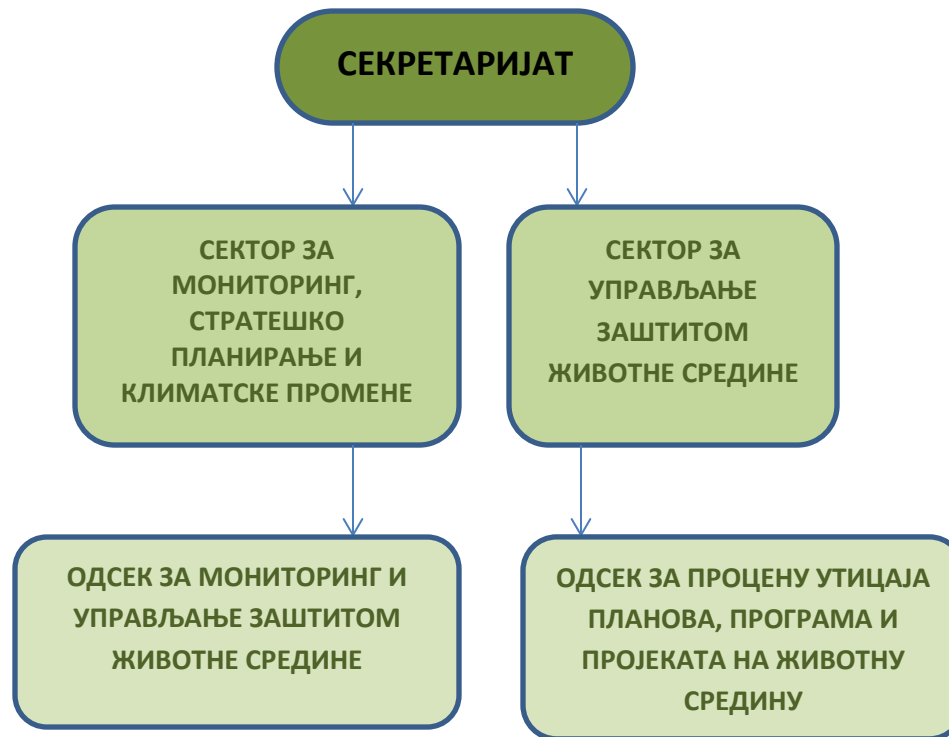 СЕКРЕТАРИЈАТ
СЕКТОР ЗА
МОНИТОРИНГ,
СТРАТЕШКО
ПЛАНИРАЊЕ И
КЛИМАТСКЕ ПРОМЕНЕ
СЕКТОР ЗА
УПРАВЉАЊЕ
ЗАШТИТОМ
ЖИВОТНЕ СРЕДИНЕ
ОДСЕК ЗА МОНИТОРИНГ И
УПРАВЉАЊЕ ЗАШТИТОМ
ЖИВОТНЕ СРЕДИНЕ
ОДСЕК ЗА ПРОЦЕНУ УТИЦАЈА
ПЛАНОВА, ПРОГРАМА И
ПРОЈЕКАТА НА ЖИВОТНУ
СРЕДИНУ